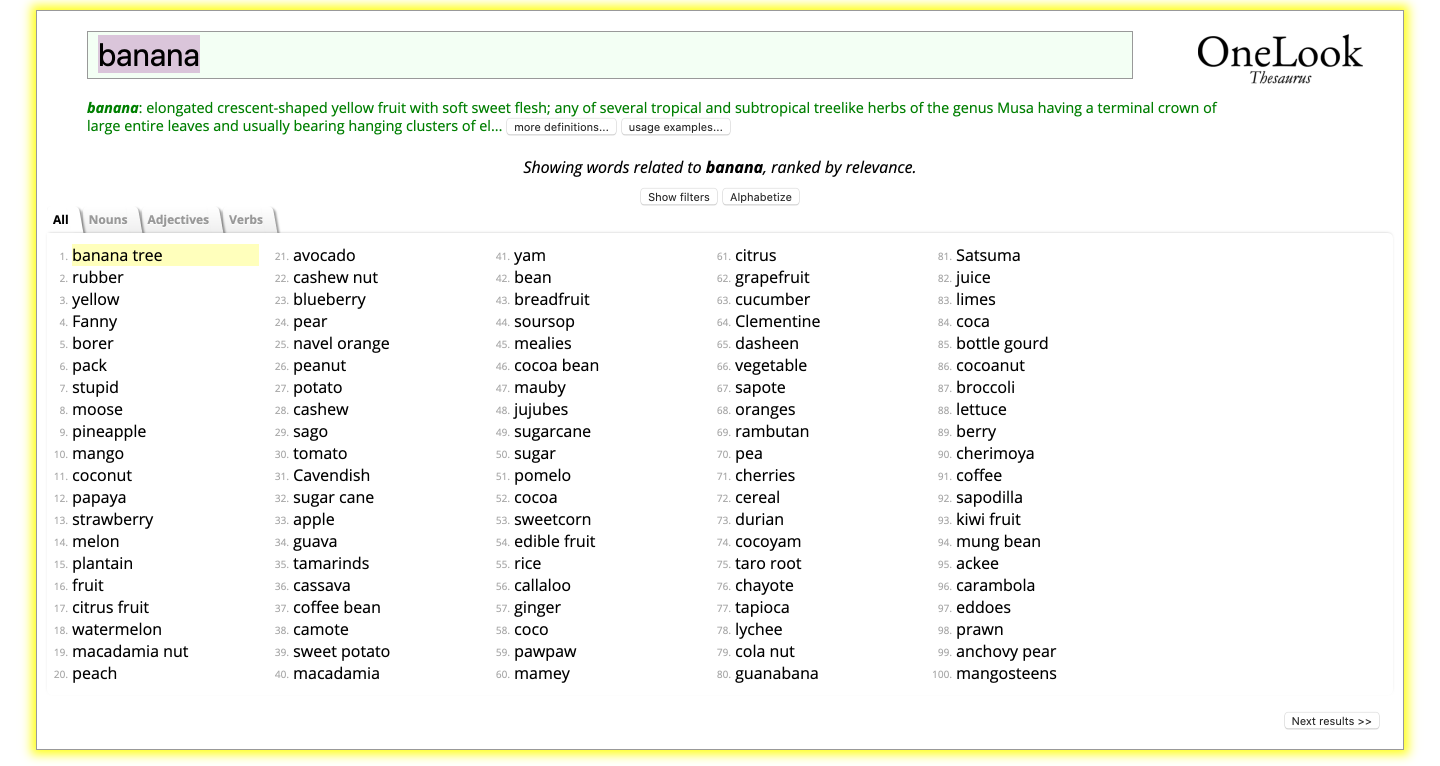 banana
OneLook
Thesaurus
banana: elongated crescent-shaped yellow fruit with soft sweet flesh; any of several tropical and subtropical treelike herbs of the genus Musa having a terminal crown of
large entire leaves and usually bearing hanging clusters of el... more definitions... usage examples...
Showing words related to banana, ranked by relevance.
Show filters Alphabetize
All Nouns Adjectives Verbs
1. banana tree
2. rubber
3. yellow
4. Fanny
5. borer
6. pack
7. stupid
8. moose
9. pineapple
10. mango
11. coconut
12. papaya
13. strawberry
14. melon
15. plantain
16. fruit
17. citrus fruit
18. watermelon
19. macadamia nut
20. peach
21. avocado
22. cashew nut
23. blueberry
24. pear
25. navel orange
26. peanut
27. potato
28. cashew
29. sago
30. tomato
31. Cavendish
32. sugar cane
33. apple
34. guava
35. tamarinds
36. cassava
37. coffee bean
38. camote
39. sweet potato
40. macadamia
41. yam
42. bean
43. breadfruit
44. soursop
45. mealies
46. cocoa bean
47. mauby
48. jujubes
49. sugarcane
50. sugar
51. pomelo
52. cocoa
53. sweetcorn
54. edible fruit
55. rice
56. callaloo
57. ginger
58. coco
59. pawpaw
60. mamey
61. citrus
62. grapefruit
63. cucumber
64. Clementine
65. dasheen
66. vegetable
67. sapote
68. oranges
69. rambutan
70. pea
71. cherries
72. cereal
73. durian
74. cocoyam
75. taro root
76. chayote
77. tapioca
78. lychee
79. cola nut
80. guanabana
81. Satsuma
82. juice
83. limes
84. coca
85. bottle gourd
86. cocoanut
87. broccoli
88. lettuce
89. berry
90. cherimoya
91. coffee
92. sapodilla
93. kiwi fruit
94. mung bean
95. ackee
96. carambola
97. eddoes
98. prawn
99. anchovy pear
100. mangosteens
Next results >>